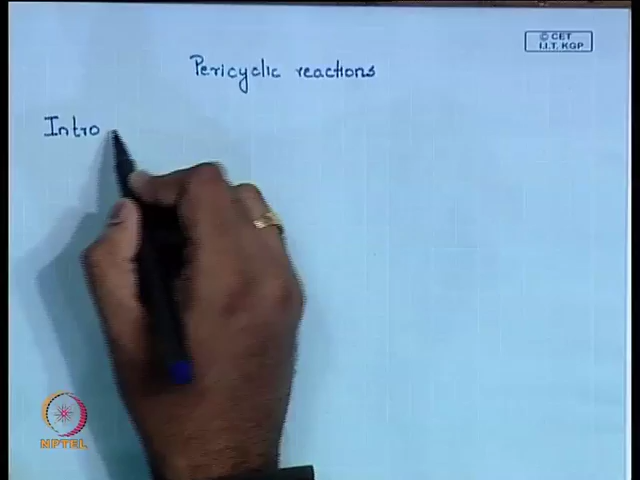 © CET
I.I.T. KGP
Pericyclic reactions
Intro
NPTEL